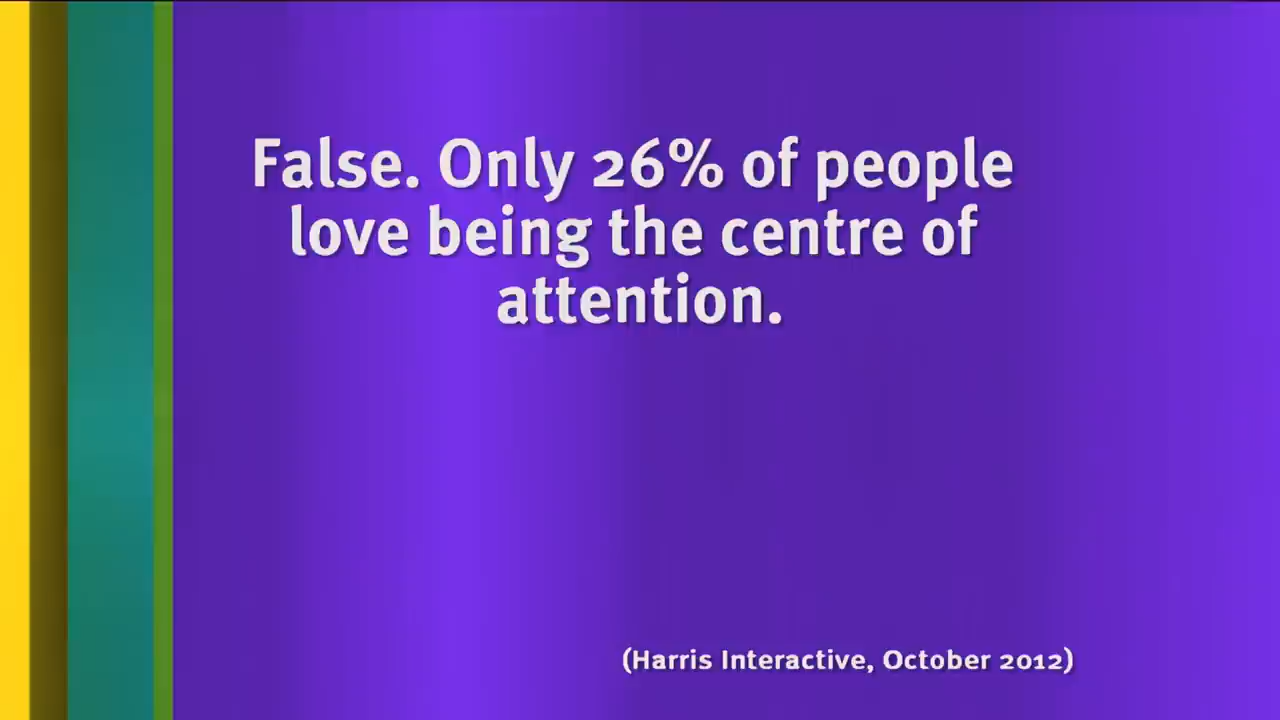 False. Only 26% of people
love being the centre of
attention.
(Harris Interactive, October 2012)